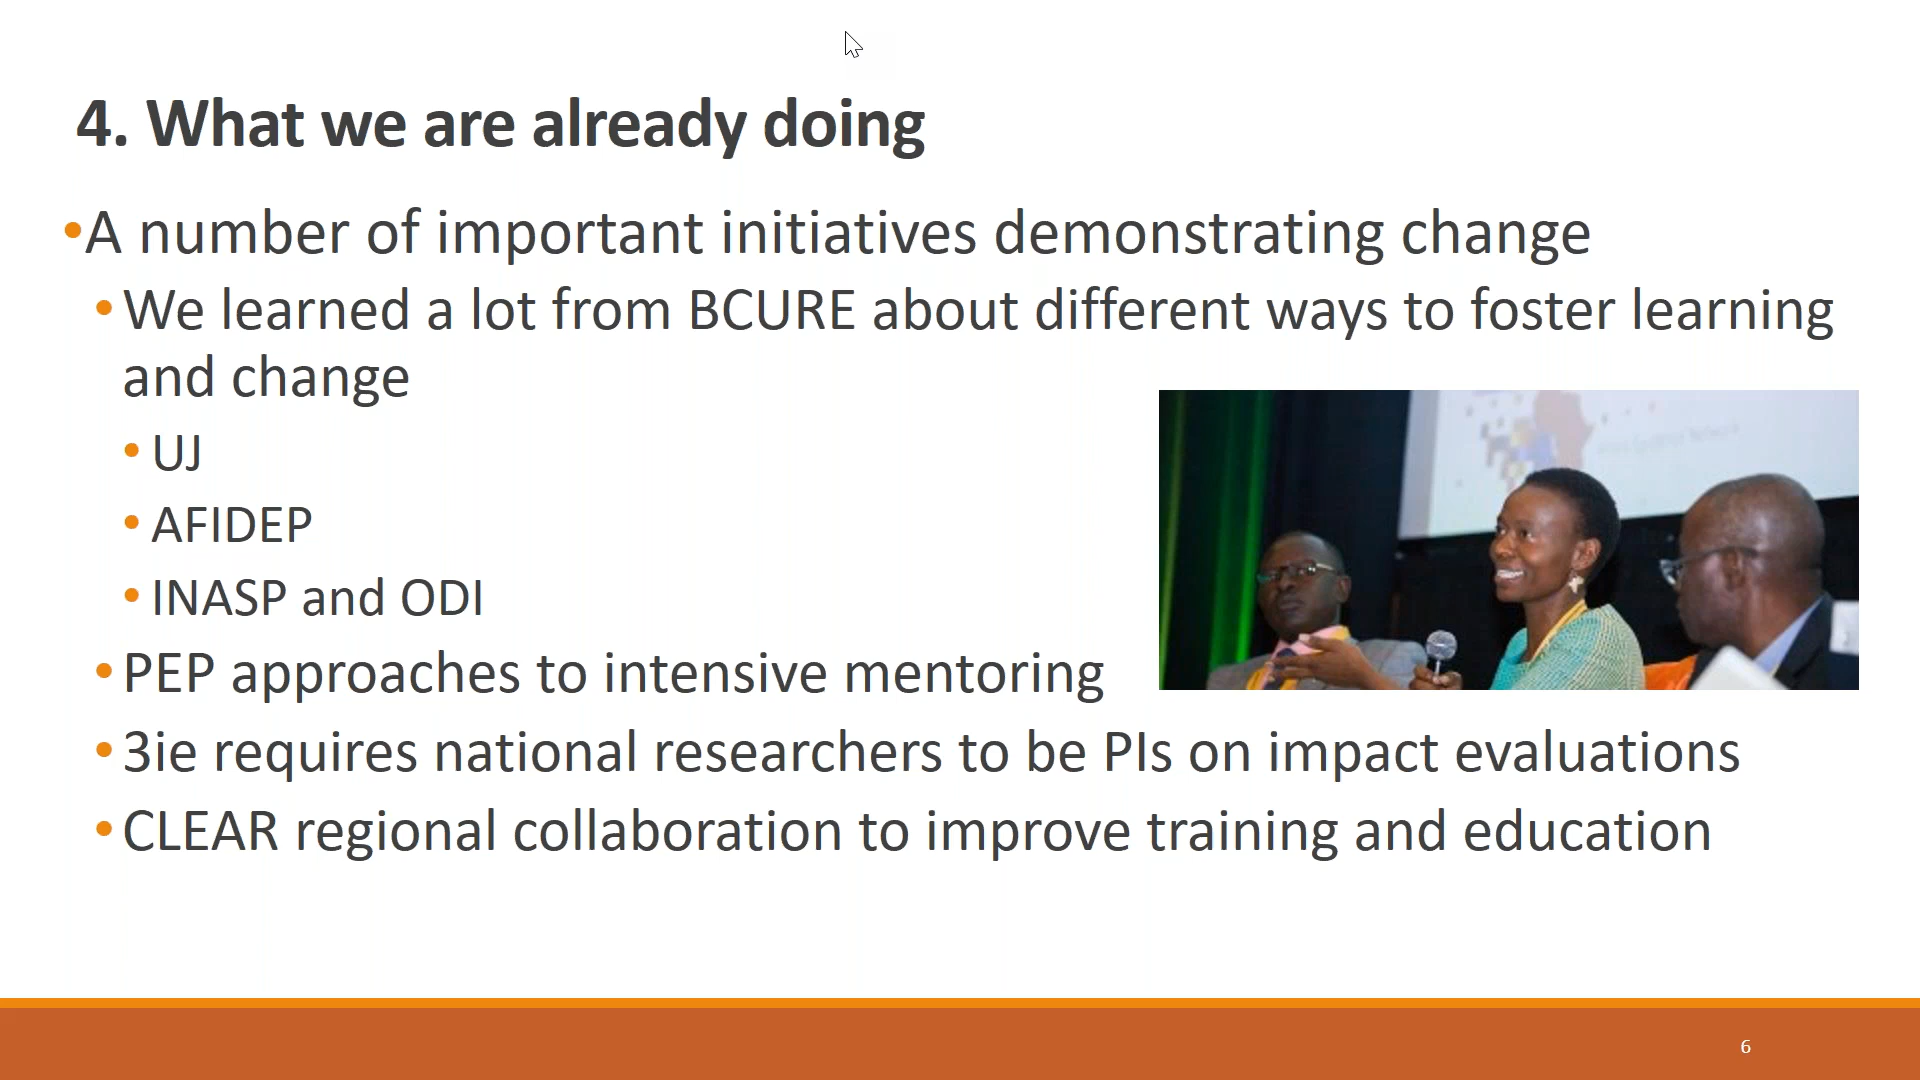 4. What we are already doing
•A number of important initiatives demonstrating change
• We learned a lot from BCURE about different ways to foster learning
and change
• UJ
• AFIDEP
• INASP and ODI
• PEP approaches to intensive mentoring
• 3ie requires national researchers to be PIs on impact evaluations
• CLEAR regional collaboration to improve training and education
6